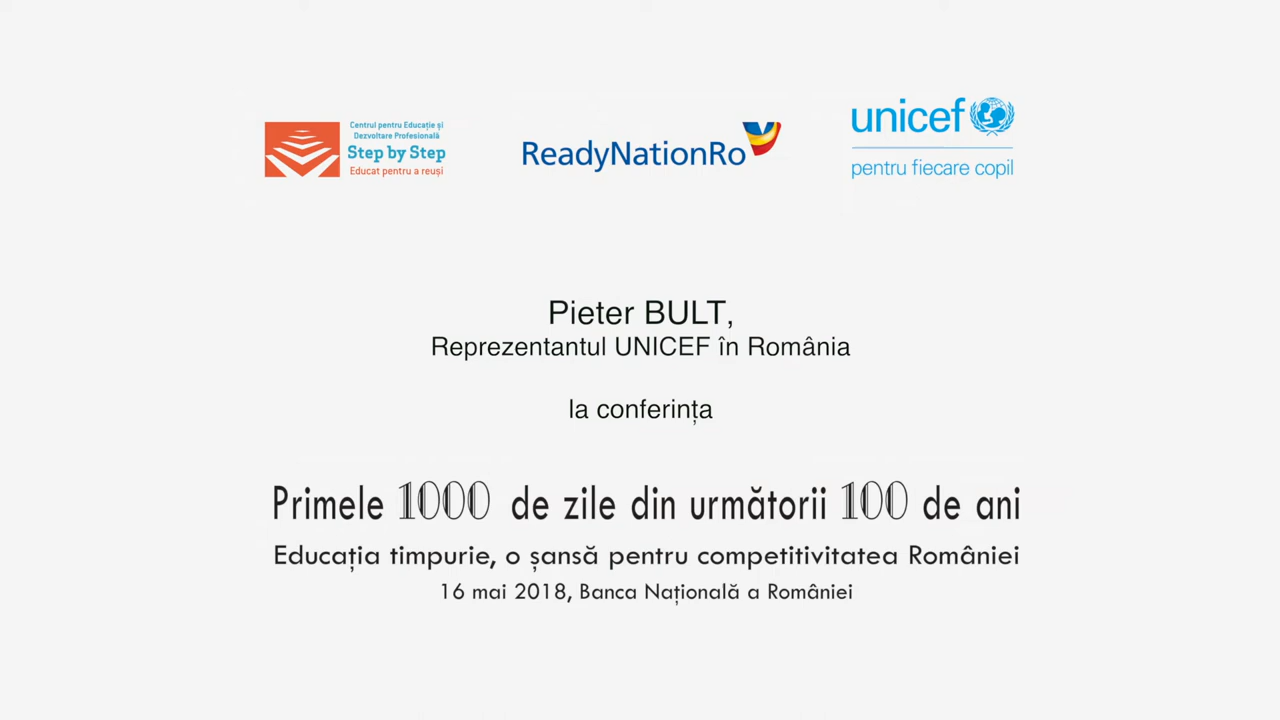 Centrul pentru Educație și
Dezvoltare Profesională
Step by Step
Educat pentru a reuși
ReadyNationRo
unicef
pentru fiecare copil
Pieter BULT,
Reprezentantul UNICEF în România
la conferința
Primele 1000 de zile din următorii 100 de ani
Educația timpurie, o șansă pentru competitivitatea României
16 mai 2018, Banca Națională a României